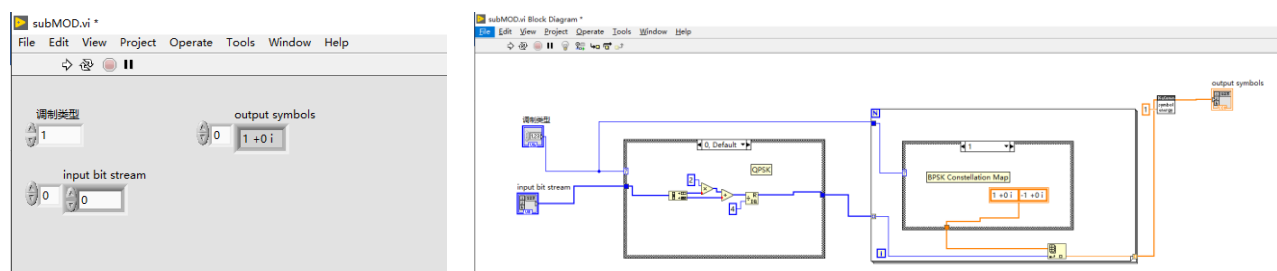 subMOD.vi *
File Edit View Project Operate Tools Window Help
调制类型
1
output symbols
0
1 +0 i
input bit stream
0
0
subMOD.vi Block Diagram *
File Edit View Project Operate Tools Window Help
output symbols
symbol
energy
1
N
调制类型
0, Default
1
QPSK
BPSK Constellation Map
2
input bit stream
1 +0 i
-1 +0 i
4
i